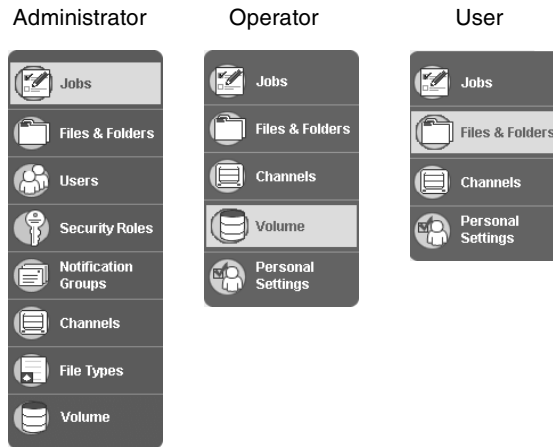 Administrator
Jobs
Files & Folders
Users
Security Roles
Notification
Groups
Channels
File Types
Volume
Operator
Jobs
Files & Folders
Channels
Volume
Personal
Settings
User
Jobs
Files & Folders
Channels
Personal
Settings